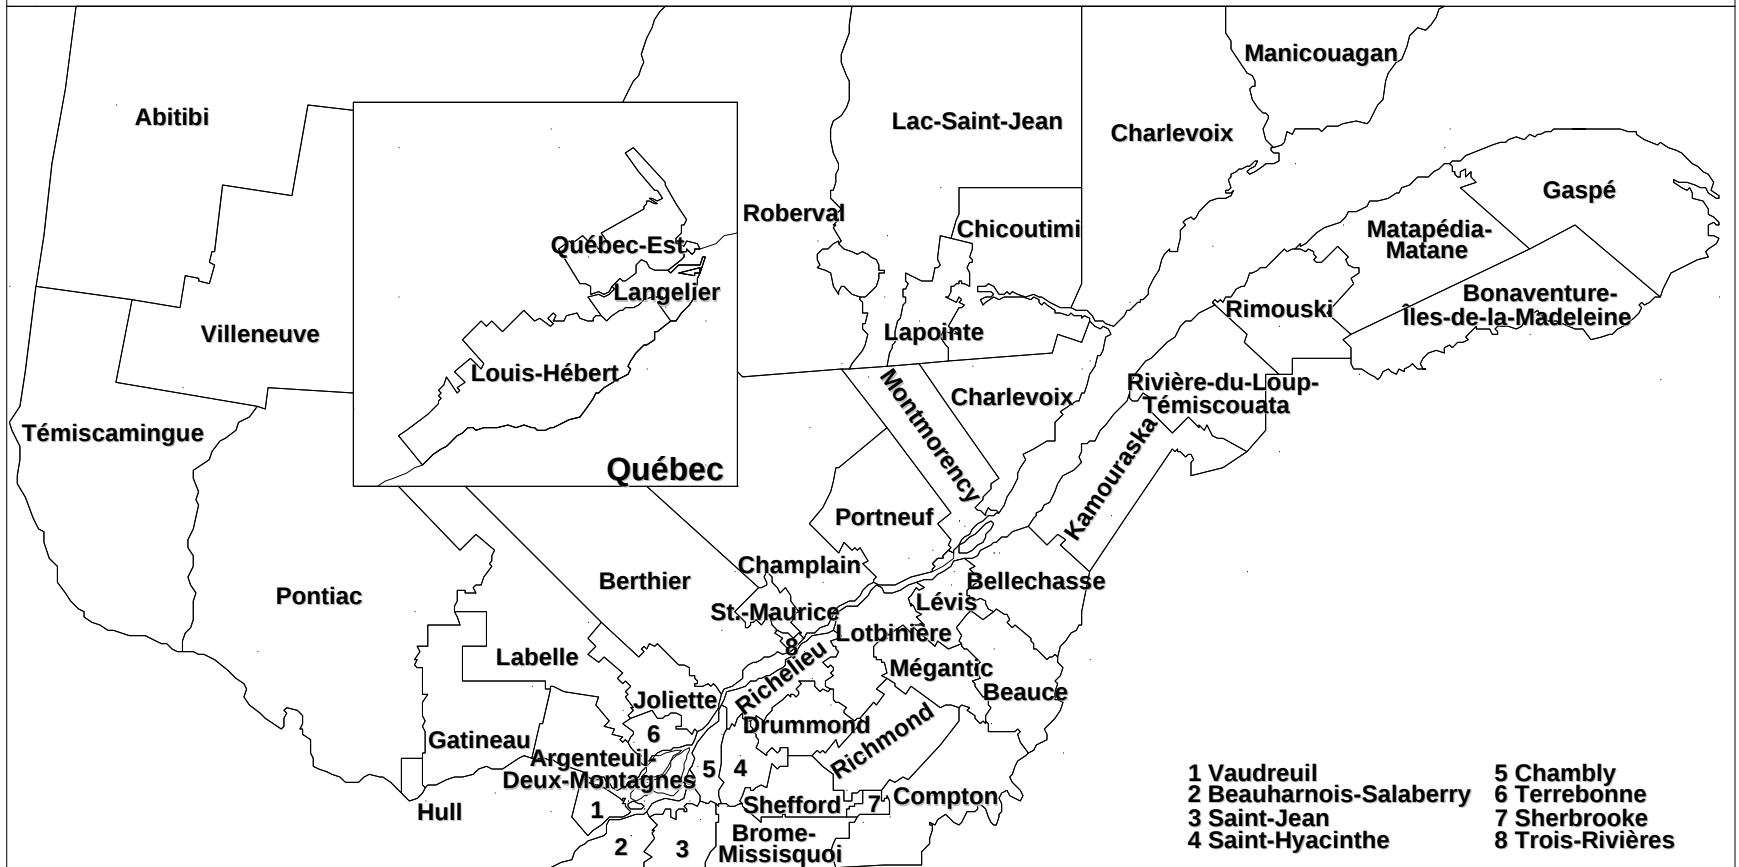 Manicouagan
Abitibi
Lac-Saint-Jean
Charlevoix
Gaspé
Roberval
Chicoutimi
Matapédia-
Matane
Québec-Est
Langelier
Bonaventure-
Îles-de-la-Madeleine
Rimouski
Villeneuve
Lapointe
Louis-Hébert
Rivière-du-Loup-
Témiscouata
Charlevoix
Montmorency
Témiscamingue
Québec
Kamouraska
Portneuf
Champlain
Berthier
Bellechasse
Pontiac
Lévis
St.-Maurice
Lotbinière
8
Labelle
Richelieu
Mégantic
Beauce
Joliette
Drummond
Richmond
6
Gatineau
Argenteuil-
Deux-Montagnes
5
4
Compton
Shefford
7
1
Hull
Brome-
Missisquoi
2
3
1 Vaudreuil
2 Beauharnois-Salaberry
3 Saint-Jean
4 Saint-Hyacinthe
5 Chambly
6 Terrebonne
7 Sherbrooke
8 Trois-Rivières